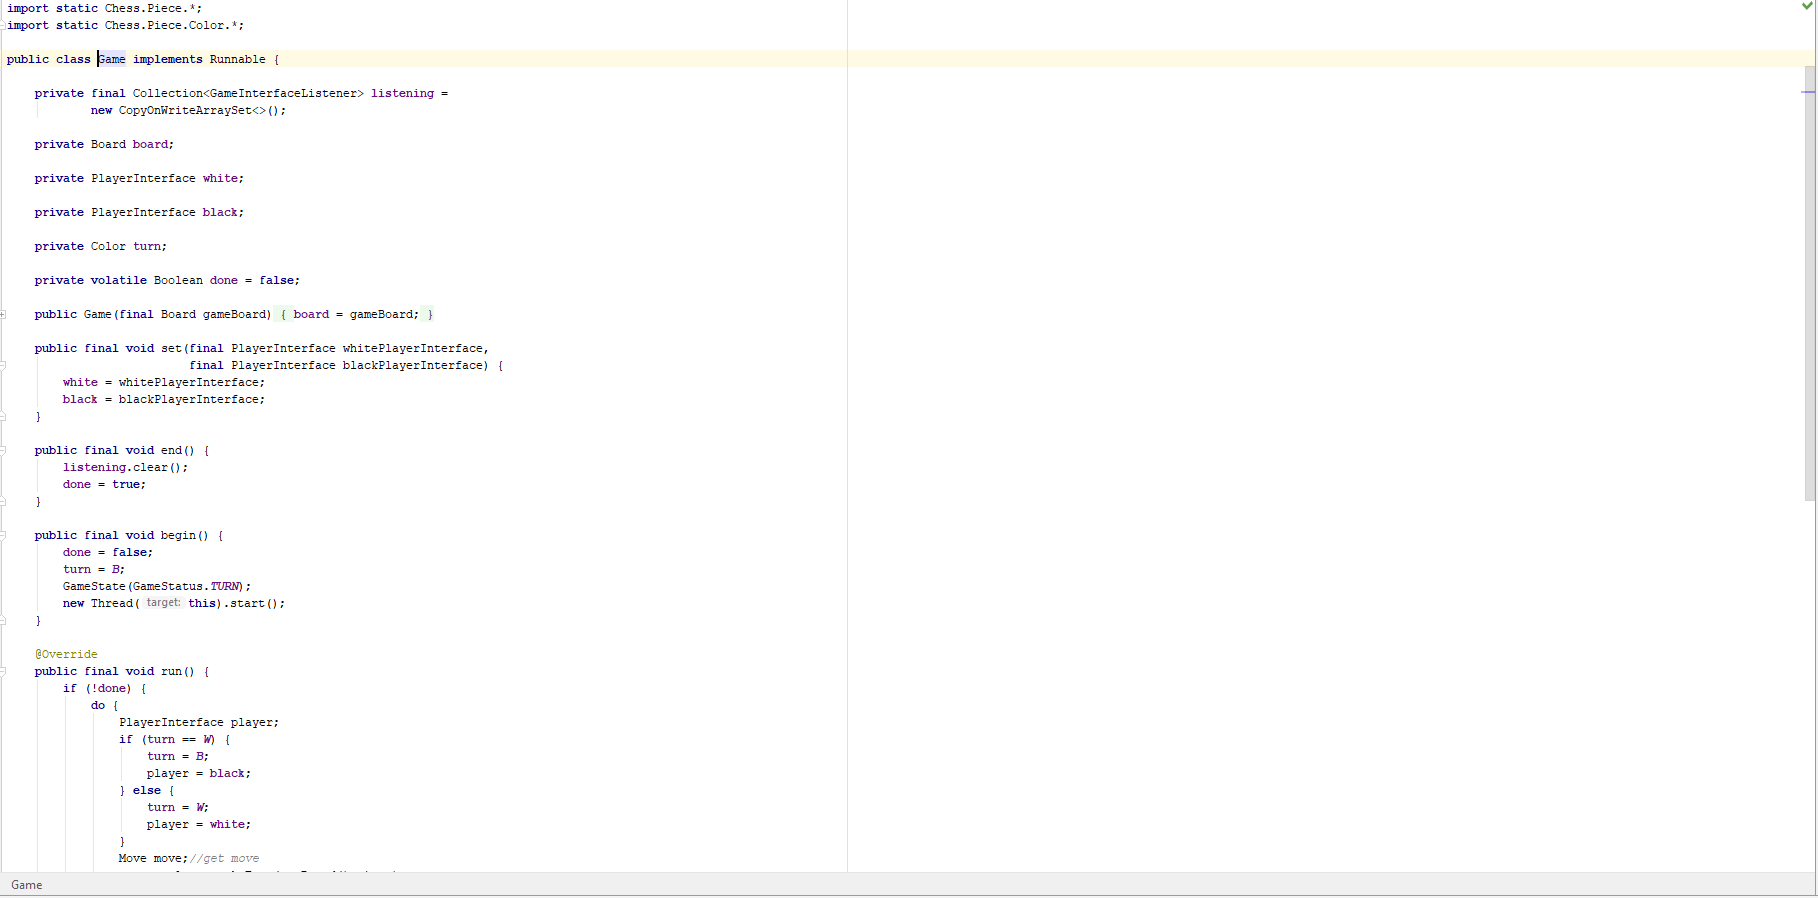 import static Chess.Piece.*;
import static Chess.Piece.Color.*;
public class Game implements Runnable {
private final Collection<GameInterfaceListener> listening =
new CopyOnWriteArraySet<>();
private Board board;
private PlayerInterface white;
private PlayerInterface black;
private Color turn;
private volatile Boolean done = false;
public Game(final Board gameBoard) { board = gameBoard; }
public final void set(final PlayerInterface whitePlayerInterface,
final PlayerInterface blackPlayerInterface) {
white = whitePlayerInterface;
black = blackPlayerInterface;
}
public final void end() {
listening.clear();
done = true;
}
public final void begin() {
done = false;
turn = B;
GameState(GameStatus.TURN);
new Thread( target: this).start();
}
@Override
public final void run() {
if (!done) {
do {
PlayerInterface player;
if (turn == W) {
turn = B;
player = black;
} else {
turn = W;
player = white;
}
Move move;//get move
Game